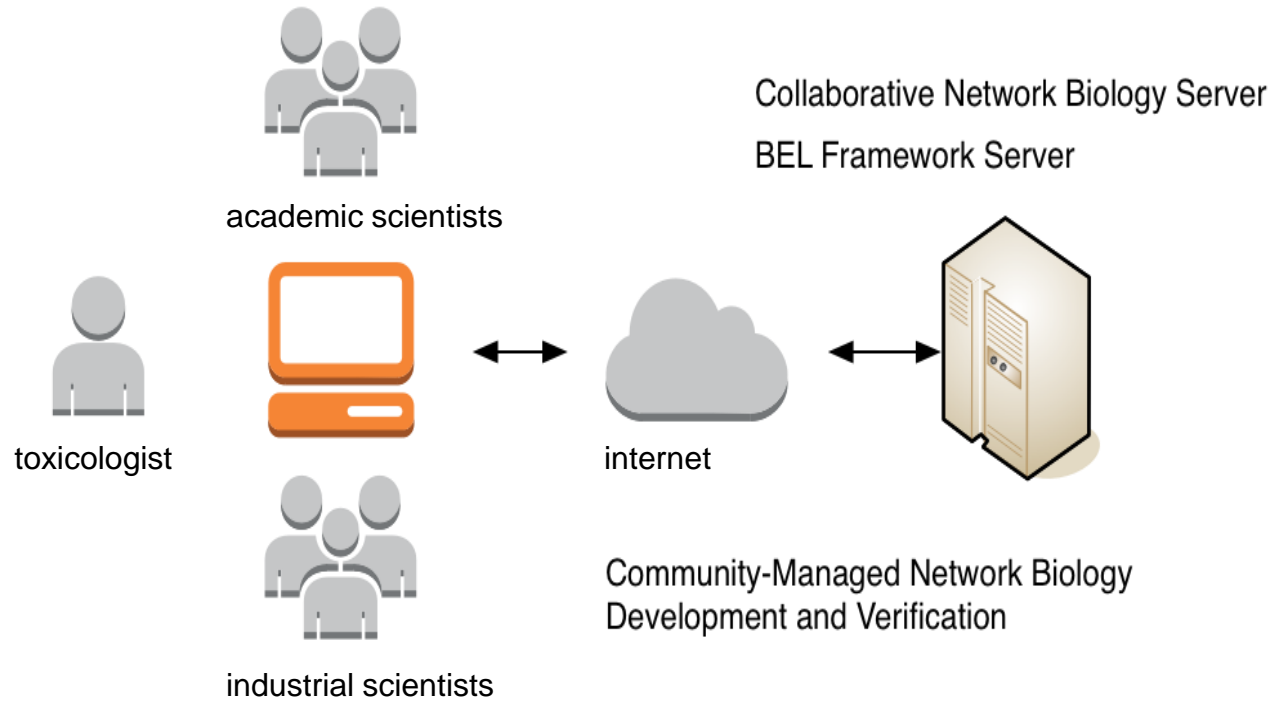 Collaborative Network Biology Server
BEL Framework Server
academic scientists
toxicologist
internet
Community-Managed Network Biology
Development and Verification
industrial scientists